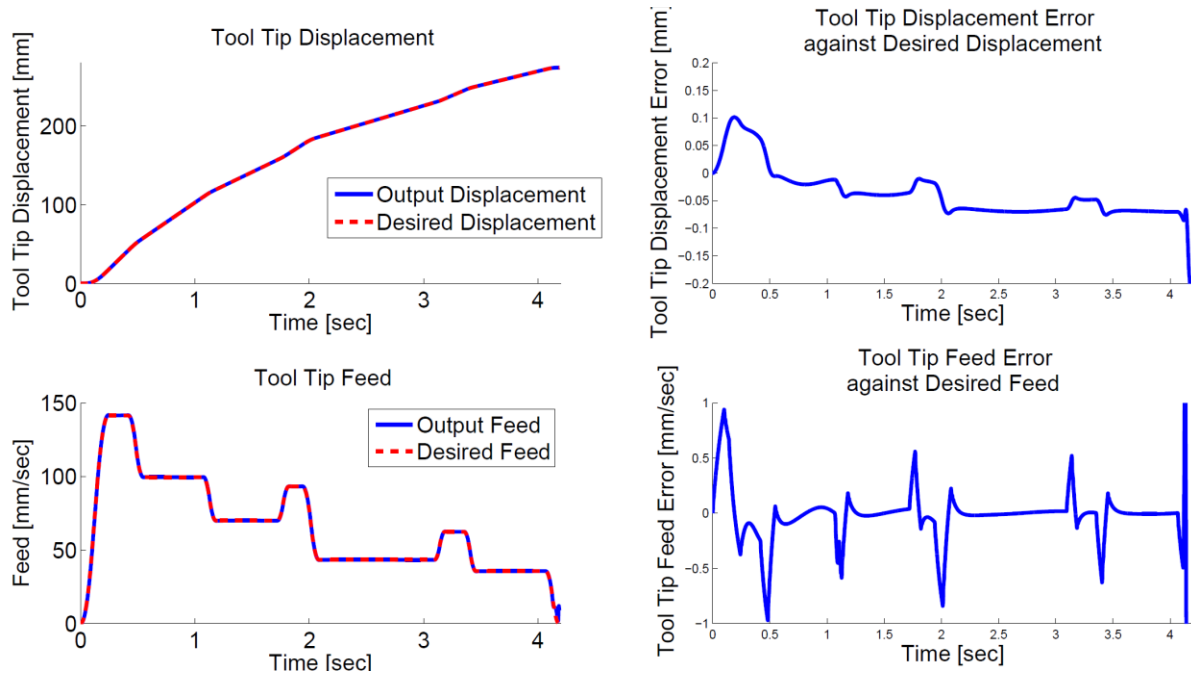 Tool Tip Displacement
Tool Tip Displacement [mm]
200
100
0
Output Displacement
Desired Displacement
0 1 2 3 4
Time [sec]
Tool Tip Displacement Error
against Desired Displacement
Tool Tip Displacement Error [mm]
0.2
0.15
0.1
0.05
0
−0.05
−0.1
−0.15
−0.2
0 0.5 1 1.5 2 2.5 3 3.5 4
Time [sec]
Tool Tip Feed
Feed [mm/sec]
150
100
50
0
Output Feed
Desired Feed
0 1 2 3 4
Time [sec]
Tool Tip Feed Error
against Desired Feed
Tool Tip Feed Error [mm/sec]
1
0.5
0
−0.5
−1
0 0.5 1 1.5 2 2.5 3 3.5 4
Time [sec]